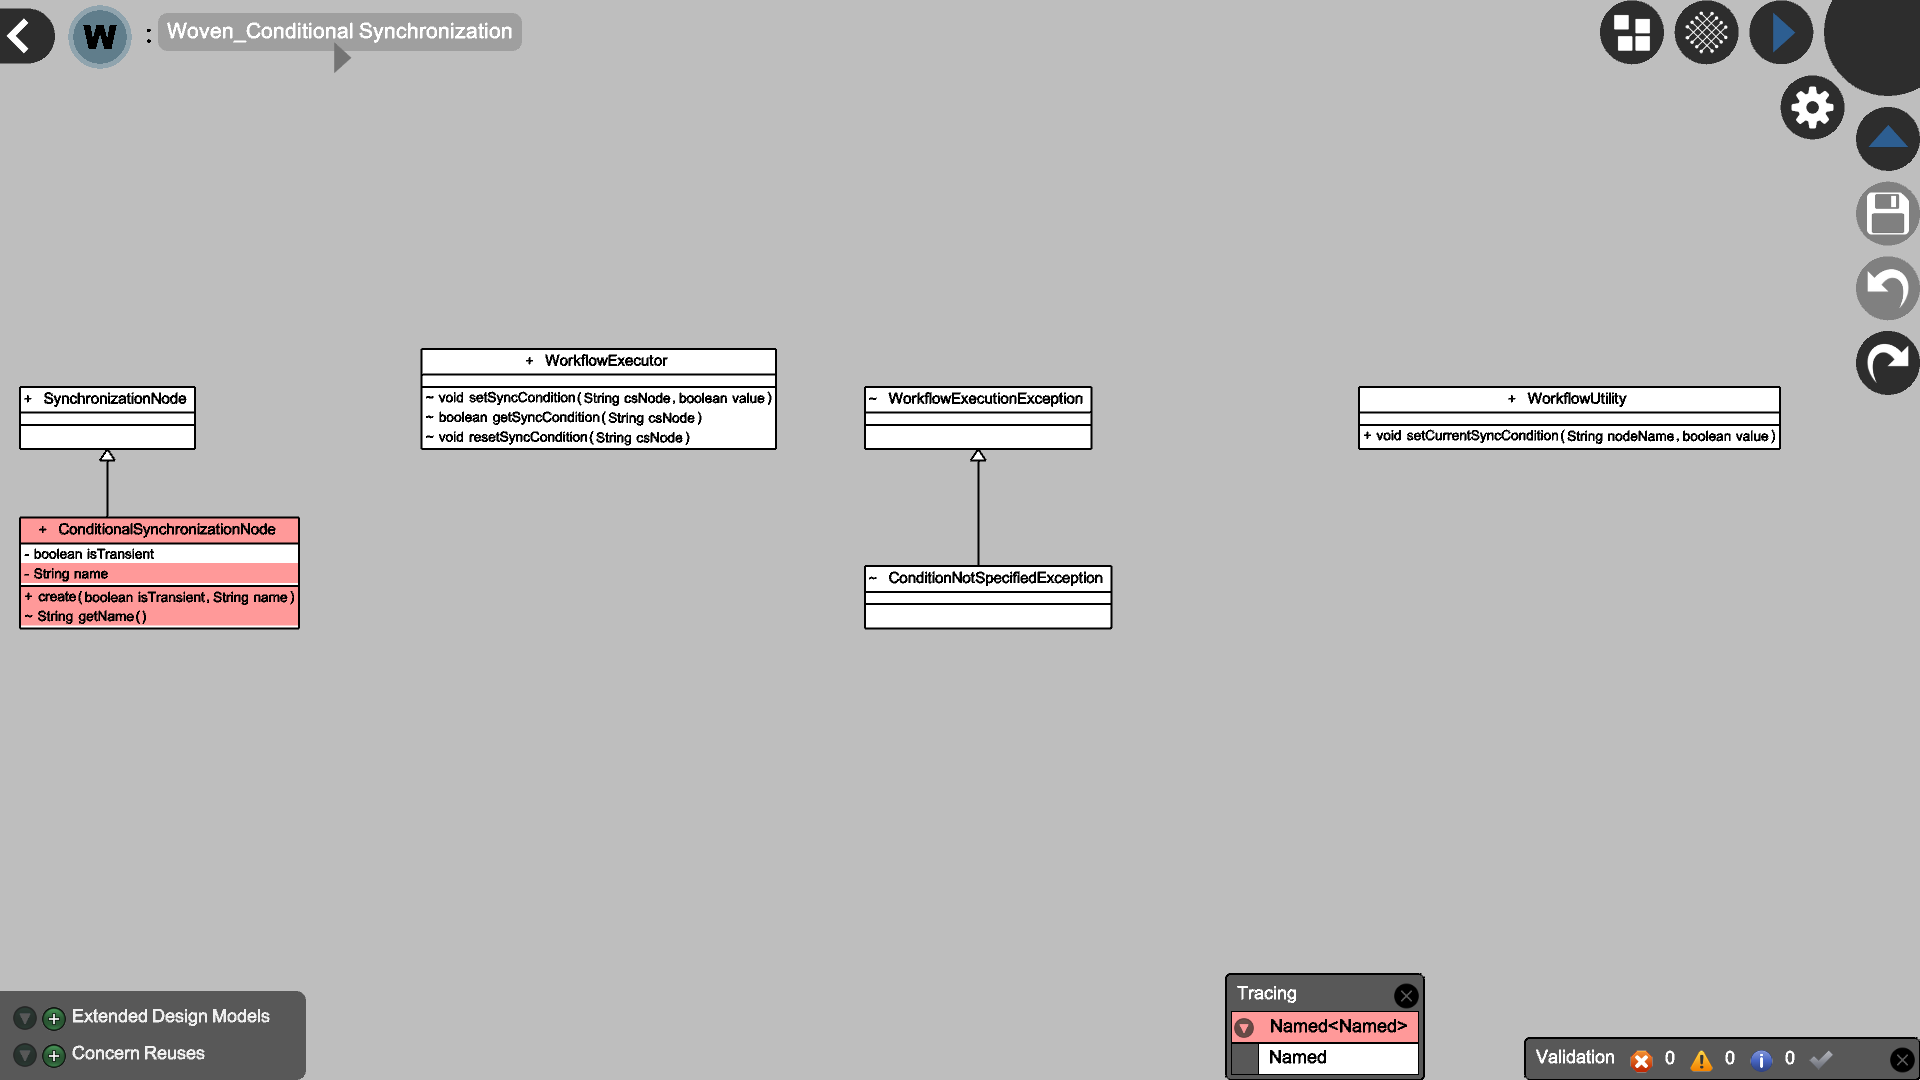 W : Woven_Conditional Synchronization
+ WorkflowExecutor
~ void setSyncCondition(String csNode, boolean value)
~ boolean getSyncCondition(String csNode)
~ void resetSyncCondition(String csNode)
+ SynchronizationNode
~ WorkflowExecutionException
+ WorkflowUtility
+ void setCurrentSyncCondition(String nodeName, boolean value)
+ ConditionalSynchronizationNode
- boolean isTransient
- String name
+ create(boolean isTransient, String name)
~ String getName()
~ ConditionNotSpecifiedException
Extended Design Models
Concern Reuses
Tracing
Named<Named>
Named
Validation 0 0 0